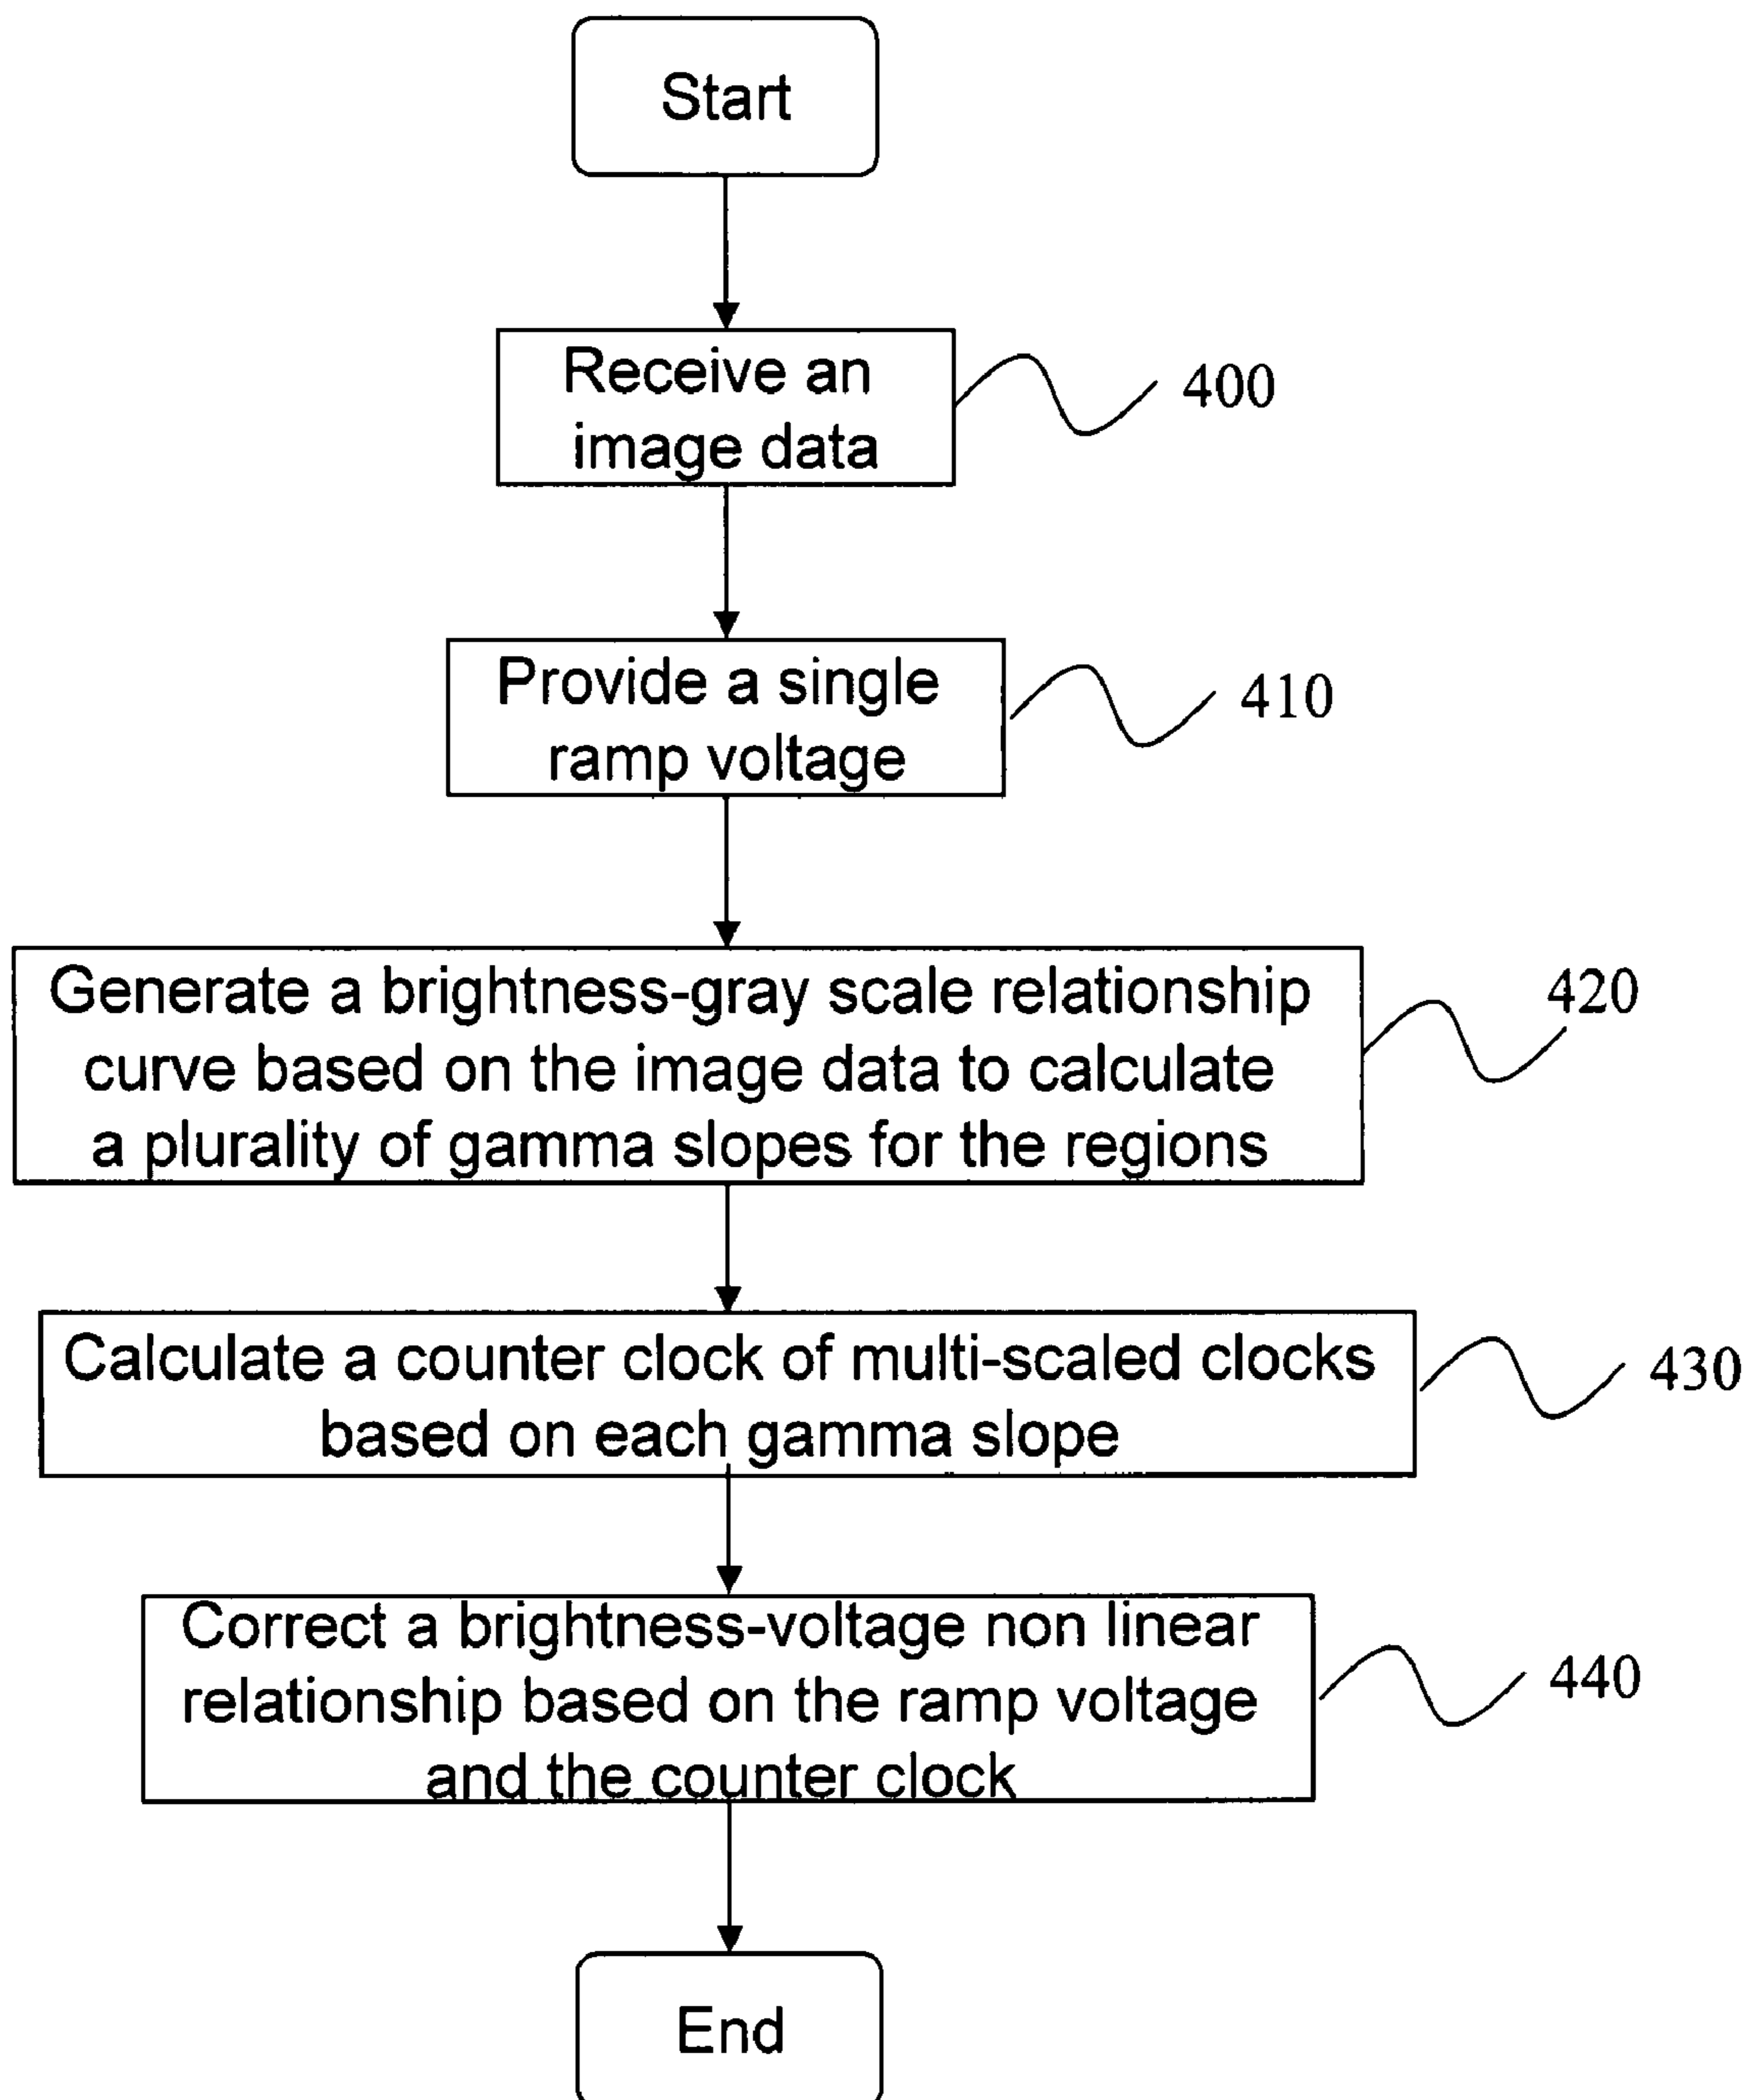 Start
Receive an
image data
400
Provide a single
ramp voltage
410
Generate a brightness-gray scale relationship
curve based on the image data to calculate
a plurality of gamma slopes for the regions
420
Calculate a counter clock of multi-scaled clocks
based on each gamma slope
430
Correct a brightness-voltage non linear
relationship based on the ramp voltage
and the counter clock
440
End